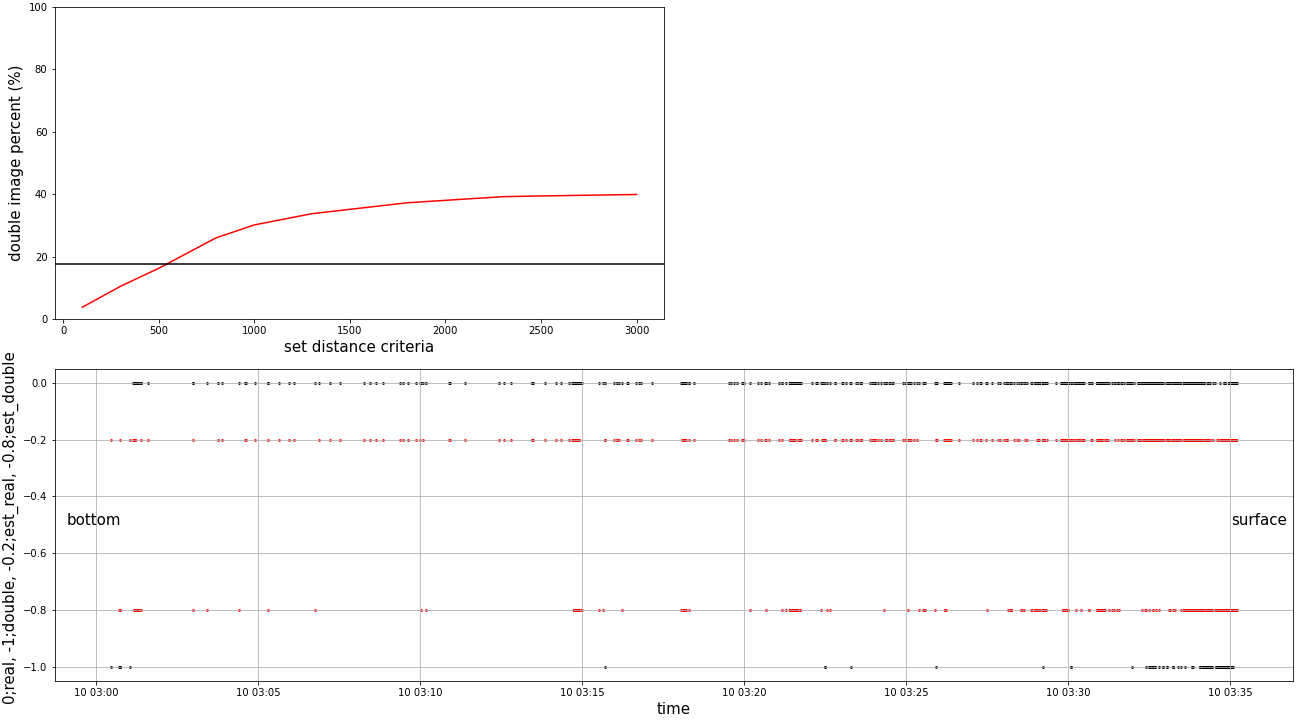 100
80
60
40
20
0
double image percent (%)
0 500 1000 1500 2000 2500 3000
set distance criteria
0;real, -1;double, -0.2;est_real, -0.8;est_double
0.0
−0.2
−0.4
bottom surface
−0.6
−0.8
−1.0
10 03:00 10 03:05 10 03:10 10 03:15 10 03:20 10 03:25 10 03:30 10 03:35
time